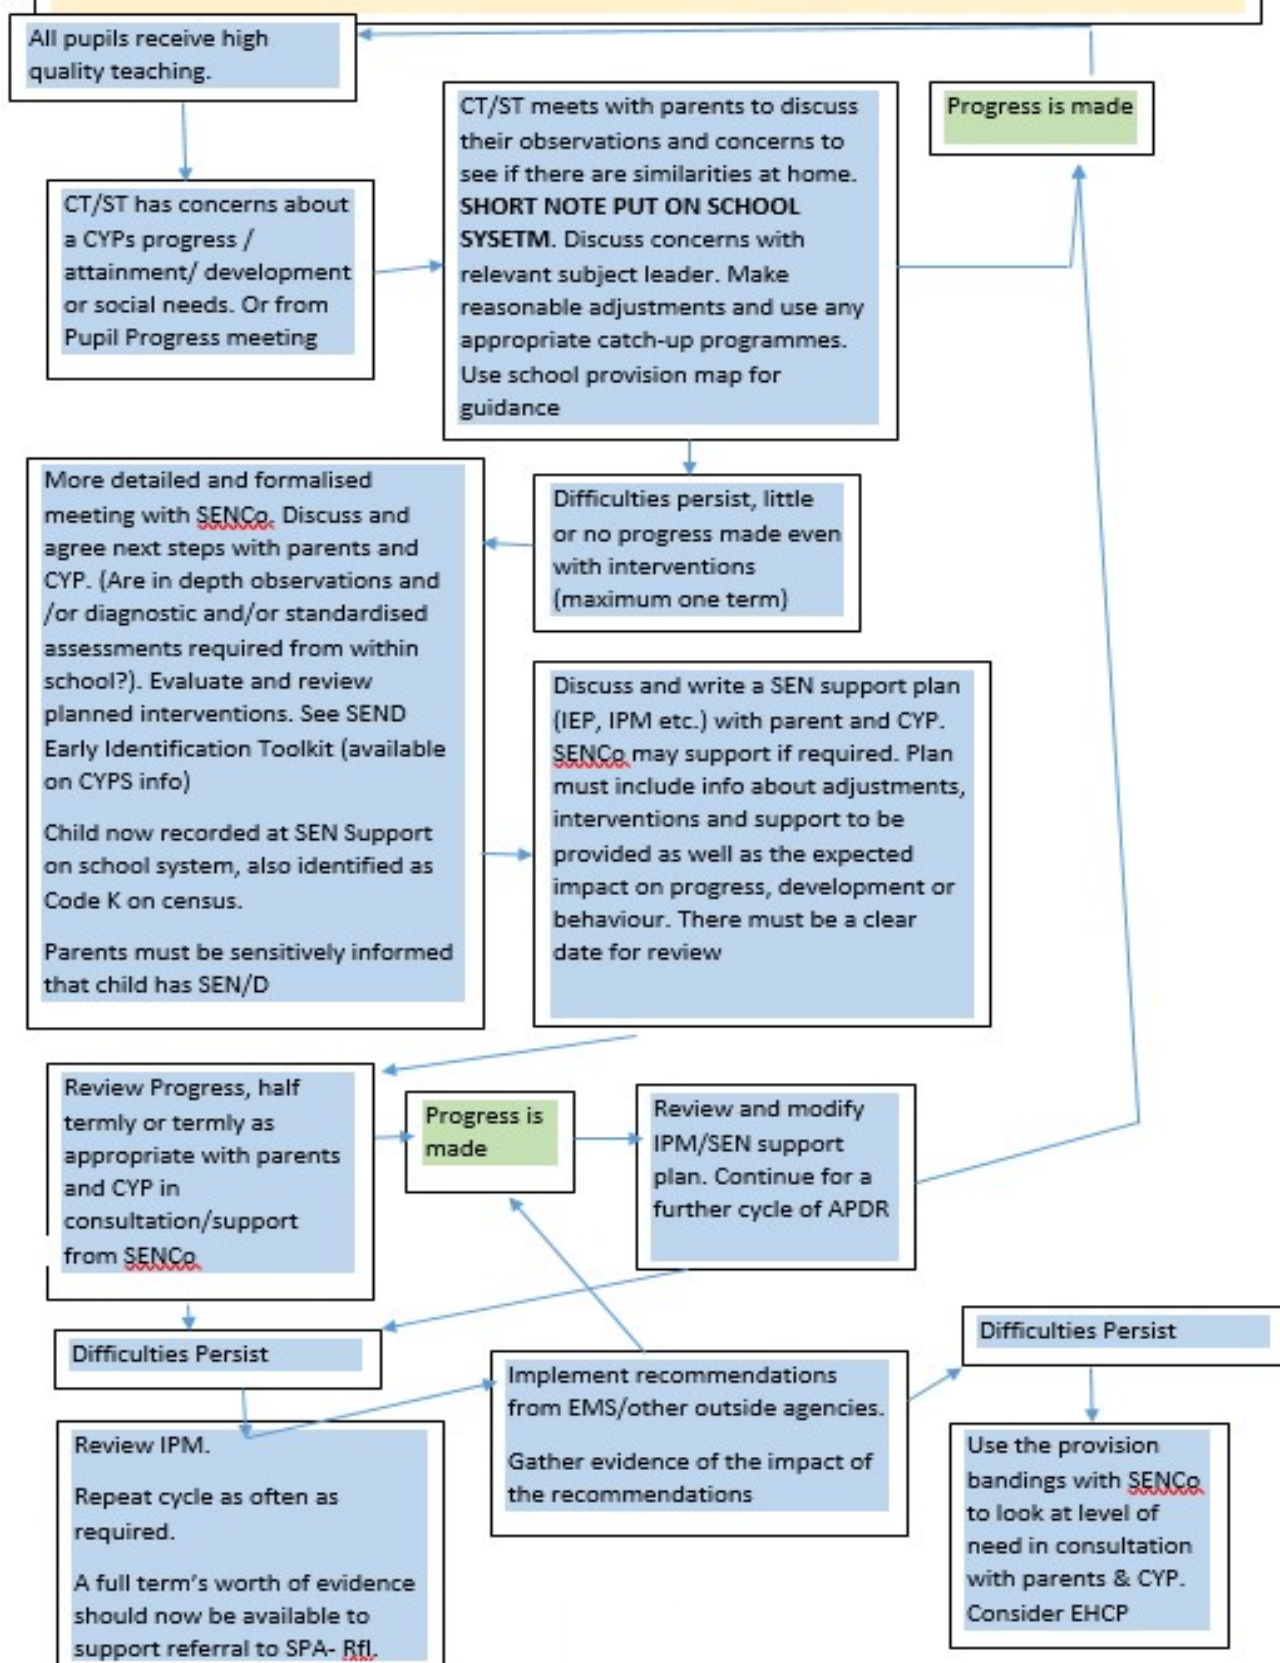 All pupils receive high
quality teaching.
Progress is made
CT/ST meets with parents to discuss
their observations and concerns to
see if there are similarities at home.
SHORT NOTE PUT ON SCHOOL
SYSETM. Discuss concerns with
relevant subject leader. Make
reasonable adjustments and use any
appropriate catch-up programmes.
Use school provision map for
guidance
CT/ST has concerns about
a CYPs progress /
attainment/ development
or social needs. Or from
Pupil Progress meeting
Difficulties persist, little
or no progress made even
with interventions
(maximum one term)
More detailed and formalised
meeting with SENCo. Discuss and
agree next steps with parents and
CYP. (Are in depth observations and
/or diagnostic and/or standardised
assessments required from within
school?). Evaluate and review
planned interventions. See SEND
Early Identification Toolkit (available
on CYPS info)
Child now recorded at SEN Support
on school system, also identified as
Code K on census.
Parents must be sensitively informed
that child has SEN/D
Discuss and write a SEN support plan
(IEP, IPM etc.) with parent and CYP.
SENCo may support if required. Plan
must include info about adjustments,
interventions and support to be
provided as well as the expected
impact on progress, development or
behaviour. There must be a clear
date for review
Review Progress, half
termly or termly as
appropriate with parents
and CYP in
consultation/support
from SENCo
Progress is
made
Review and modify
IPM/SEN support
plan. Continue for a
further cycle of APDR
Difficulties Persist
Review IPM.
Repeat cycle as often as
required.
A full term's worth of evidence
should now be available to
support referral to SPA- Rfl.
Implement recommendations
from EMS/other outside agencies.
Gather evidence of the impact of
the recommendations
Difficulties Persist
Use the provision
bandings with SENCo
to look at level of
need in consultation
with parents & CYP.
Consider EHCP